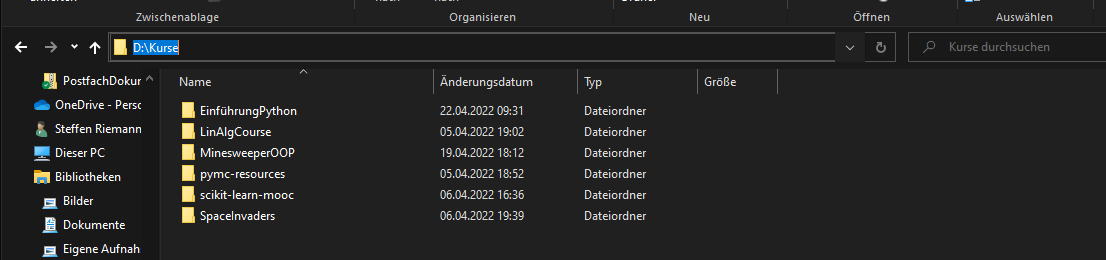 Zwischenablage Organisieren Neu Öffnen Auswählen
D:\Kurse Kurse durchsuchen
Name Änderungsdatum Typ Größe
PostfachDokur
OneDrive - Perso
Steffen Riemann
Dieser PC
Bibliotheken
Bilder
Dokumente
Eigene Aufnah
EinführungPython 22.04.2022 09:31 Dateiordner
LinAlgCourse 05.04.2022 19:02 Dateiordner
MinesweeperOOP 19.04.2022 18:12 Dateiordner
pymc-resources 05.04.2022 18:52 Dateiordner
scikit-learn-mooc 06.04.2022 16:36 Dateiordner
SpaceInvaders 06.04.2022 19:39 Dateiordner